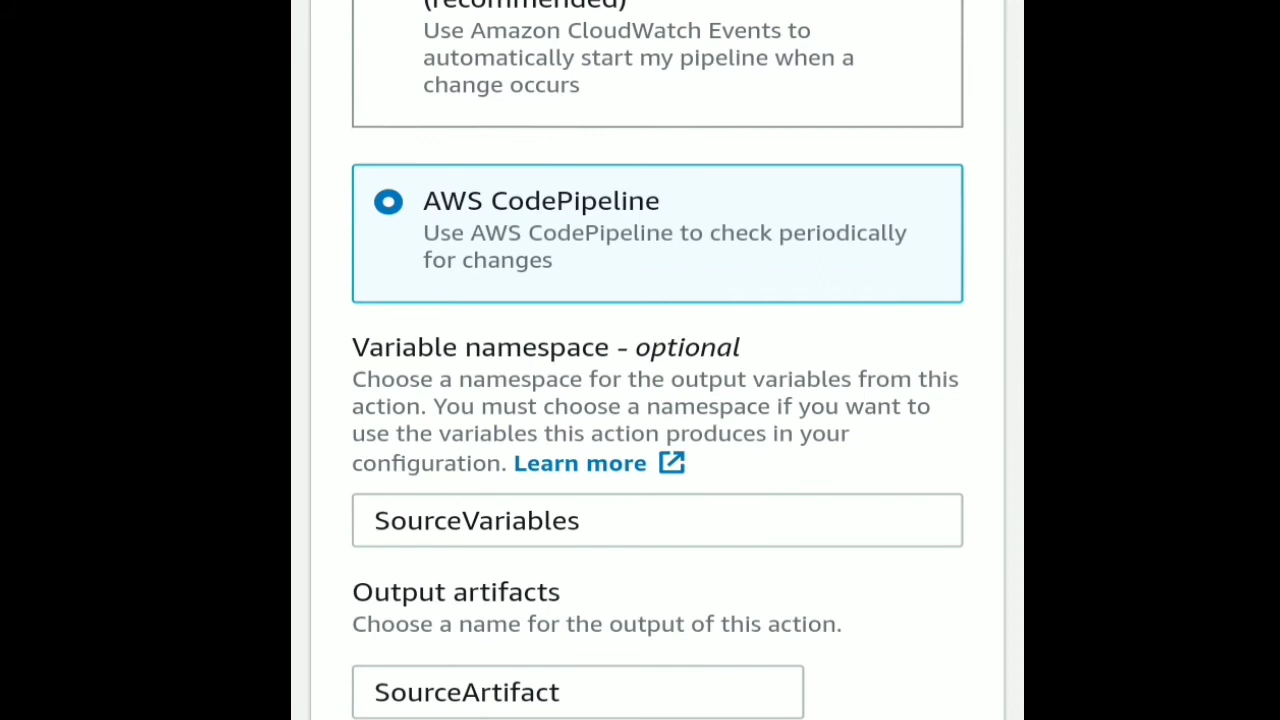 (recommended)
Use Amazon CloudWatch Events to
automatically start my pipeline when a
change occurs
AWS CodePipeline
Use AWS CodePipeline to check periodically
for changes
Variable namespace - optional
Choose a namespace for the output variables from this
action. You must choose a namespace if you want to
use the variables this action produces in your
configuration. Learn more
SourceVariables
Output artifacts
Choose a name for the output of this action.
SourceArtifact